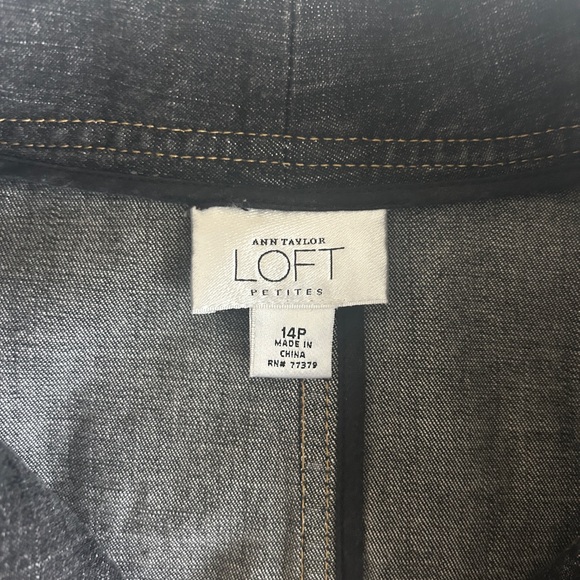 ANN TAYLOR
LOFT
PETITES
14P
MADE IN
CHINA
RN# 77379